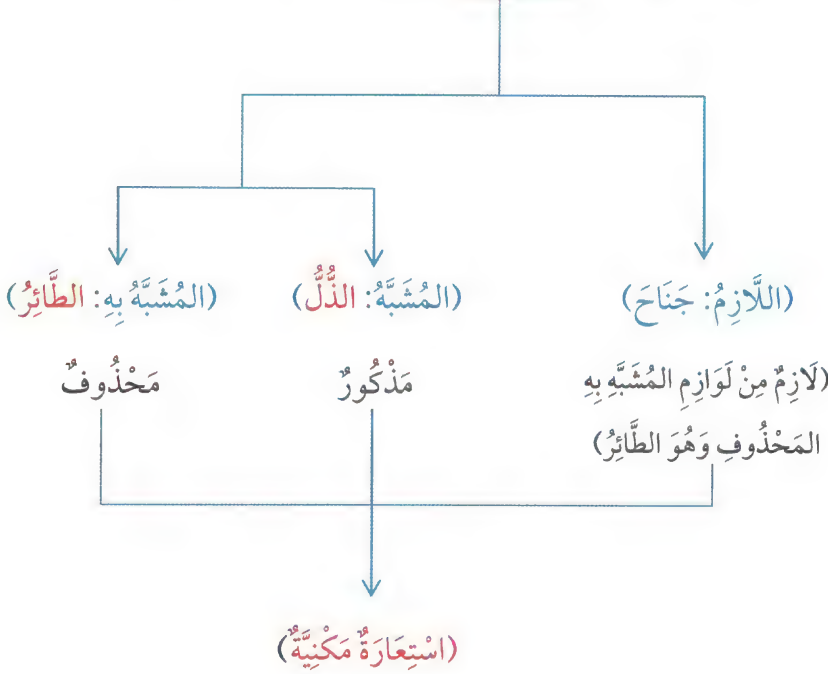 (اللَّازِمُ: جَنَاحَ)
(المُشَبَّهُ: الذُّلُّ)
(المُشَبَّهُ بِهِ: الطَّائِرُ)
(لَازِمٌ مِنْ لَوَازِمِ المُشَبَّهِ بِهِ
المَحْذُوفِ وَهُوَ الطَّائِرُ)
مَذْكُورٌ
مَحْذُوفٌ
(اسْتِعَارَةٌ مَكْنِيَّةٌ)